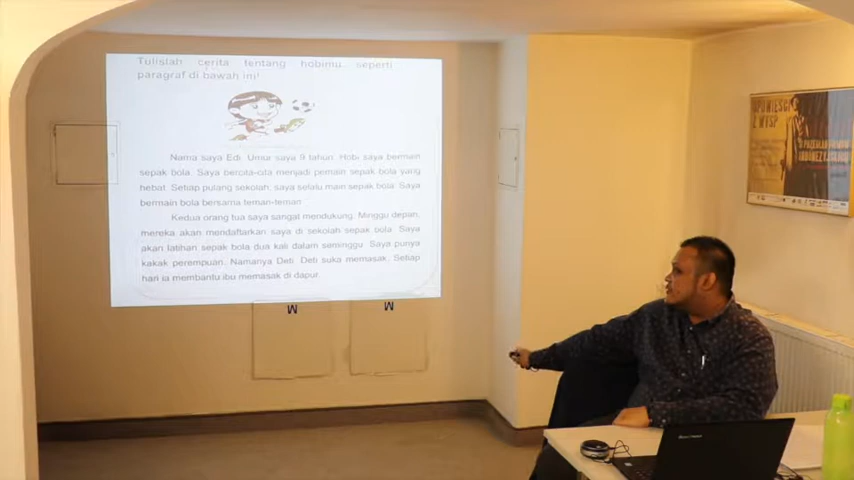 Tulislah cerita tentang hobimu... seperti
paragraf di bawah ini!
Nama saya Edi. Umur saya 9 tahun. Hobi saya bermain
sepak bola. Saya bercita-cita menjadi pemain sepak bola yang
hebat. Setiap pulang sekolah, saya selalu main sepak bola. Saya
bermain bola bersama teman-teman.
Kedua orang tua saya sangat mendukung. Minggu depan,
mereka akan mendaftarkan saya di sekolah sepak bola. Saya
akan latihan sepak bola dua kali dalam seminggu. Saya punya
kakak perempuan. Namanya Deti. Deti suka memasak. Setiap
hari ia membantu ibu memasak di dapur.
OPOWIEŚCI
Z WYSP
M
M